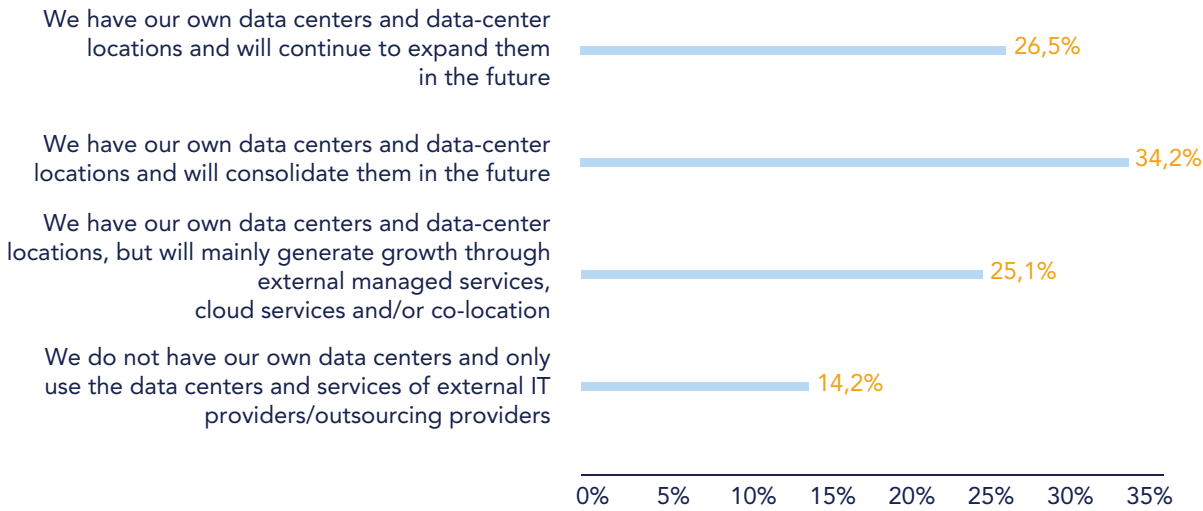 We have our own data centers and data-center
locations and will continue to expand them
in the future
26,5%
We have our own data centers and data-center
locations and will consolidate them in the future
34,2%
We have our own data centers and data-center
locations, but will mainly generate growth through
external managed services,
cloud services and/or co-location
25,1%
We do not have our own data centers and only
use the data centers and services of external IT
providers/outsourcing providers
14,2%
0% 5% 10% 15% 20% 25% 30% 35%